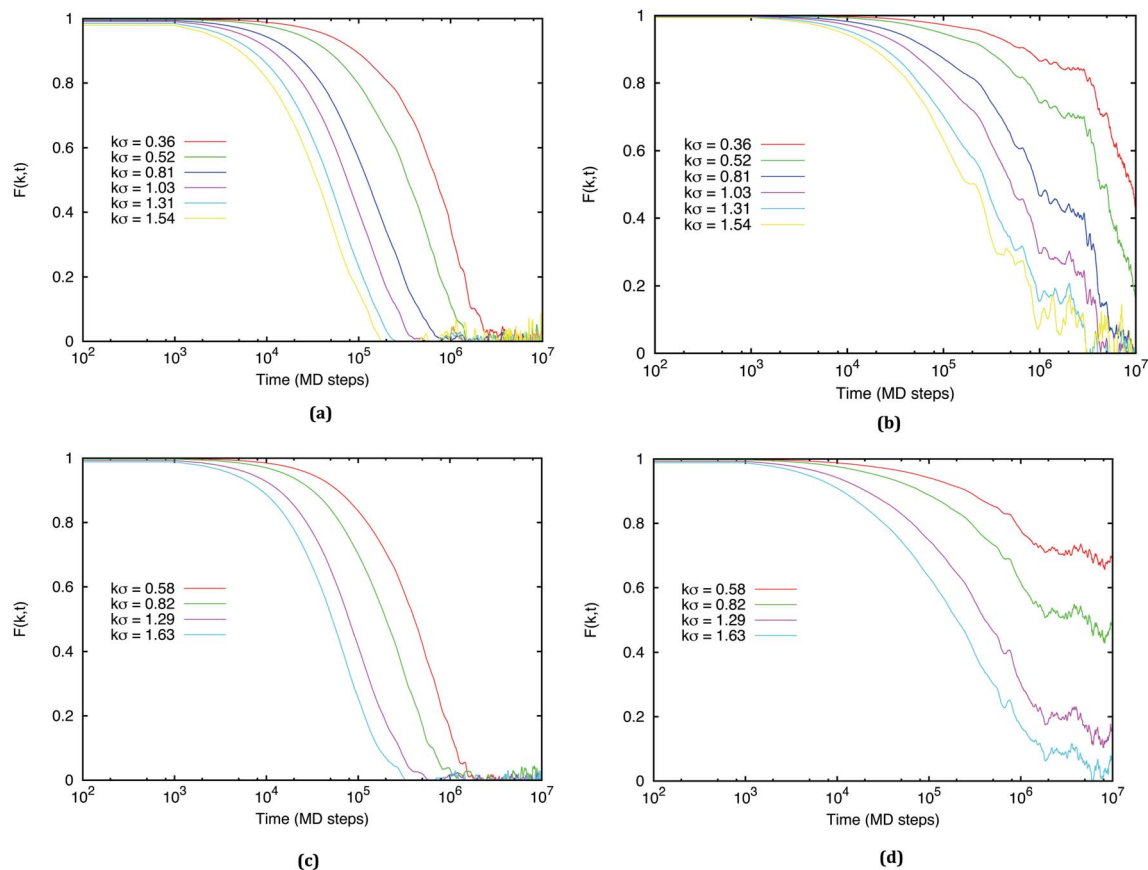 1
0.8
0.6
0.4
0.2
0
F(k,t)
kσ = 0.36
kσ = 0.52
kσ = 0.81
kσ = 1.03
kσ = 1.31
kσ = 1.54
10² 10³ 10⁴ 10⁵ 10⁶ 10⁷
Time (MD steps)
(a)
1
0.8
0.6
0.4
0.2
0
F(k,t)
kσ = 0.36
kσ = 0.52
kσ = 0.81
kσ = 1.03
kσ = 1.31
kσ = 1.54
10² 10³ 10⁴ 10⁵ 10⁶ 10⁷
Time (MD steps)
(b)
1
0.8
0.6
0.4
0.2
0
F(k,t)
kσ = 0.58
kσ = 0.82
kσ = 1.29
kσ = 1.63
10² 10³ 10⁴ 10⁵ 10⁶ 10⁷
Time (MD steps)
(c)
1
0.8
0.6
0.4
0.2
0
F(k,t)
kσ = 0.58
kσ = 0.82
kσ = 1.29
kσ = 1.63
10² 10³ 10⁴ 10⁵ 10⁶ 10⁷
Time (MD steps)
(d)